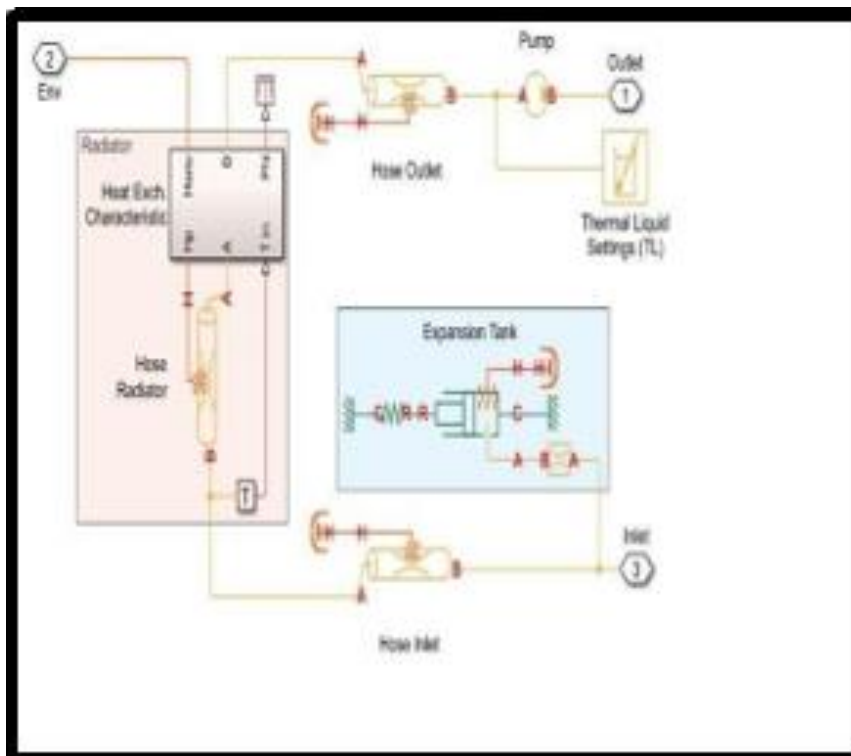 Pump
Outlet
1
2
Env
A
B
A
B
H
Radiator
Hose Outlet
Heat Exch.
Characteristic
B
A
Thermal Liquid
Settings (TL)
H
A
Hose
Radiator
B
T
Expansion Tank
H
H
C
R
R
C
A
B
A
H
H
B
Inlet
3
A
Hose Inlet